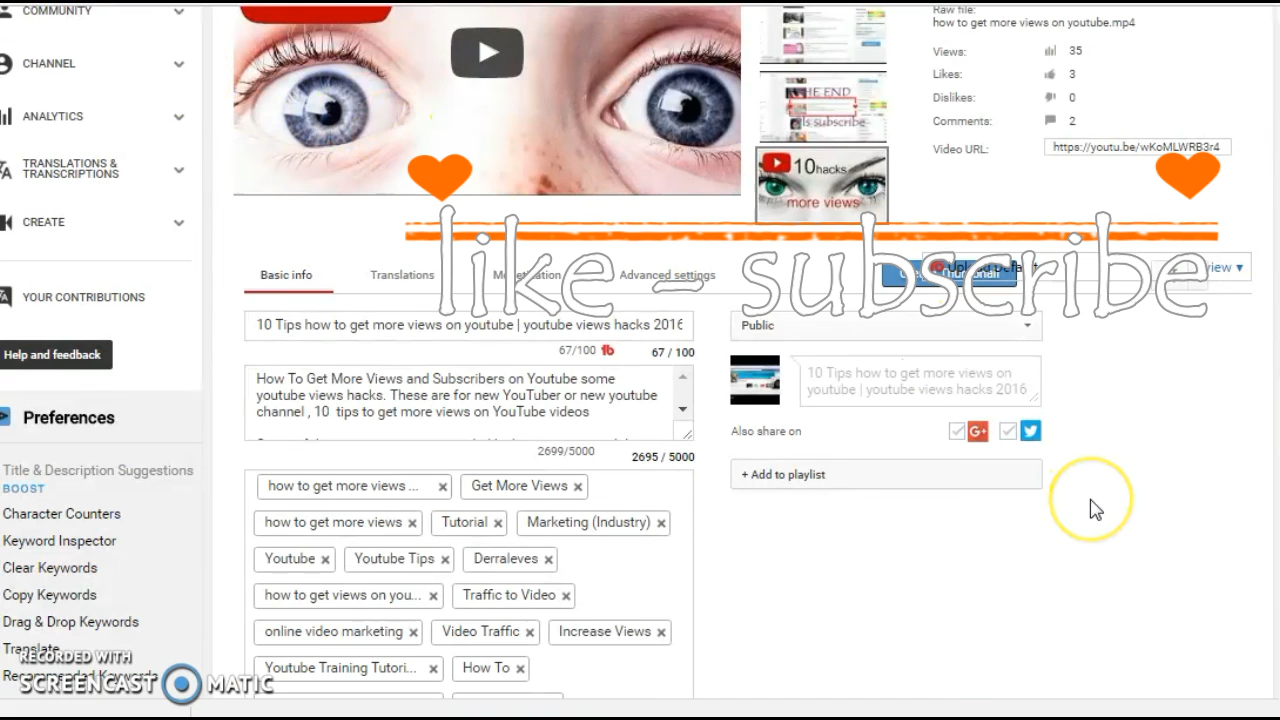 COMMUNITY
CHANNEL
ANALYTICS
TRANSLATIONS &
TRANSCRIPTIONS
CREATE
YOUR CONTRIBUTIONS
Help and feedback
Preferences
Title & Description Suggestions
BOOST
Character Counters
Keyword Inspector
Clear Keywords
Copy Keywords
Drag & Drop Keywords
Translate
Recommended Keywords
RECORDED WITH
SCREENCAST MATIC
THE END
subscribe
10 hacks
more views
Raw file:
how to get more views on youtube.mp4
Views: 35
Likes: 3
Dislikes: 0
Comments: 2
Video URL: https://youtu.be/wKoMLWRB3r4
like – subscribe
Basic info Translations Monetization Advanced settings
view ▾
10 Tips how to get more views on youtube | youtube views hacks 2016
67/100 67 / 100
How To Get More Views and Subscribers on Youtube some
youtube views hacks. These are for new YouTuber or new youtube
channel , 10 tips to get more views on YouTube videos
2699/5000 2695 / 5000
how to get more views ... × Get More Views ×
how to get more views × Tutorial × Marketing (Industry) ×
Youtube × Youtube Tips × Derraleves ×
how to get views on you... × Traffic to Video ×
online video marketing × Video Traffic × Increase Views ×
Youtube Training Tutori... × How To ×
Public
10 Tips how to get more views on
youtube | youtube views hacks 2016
Also share on G+
+ Add to playlist